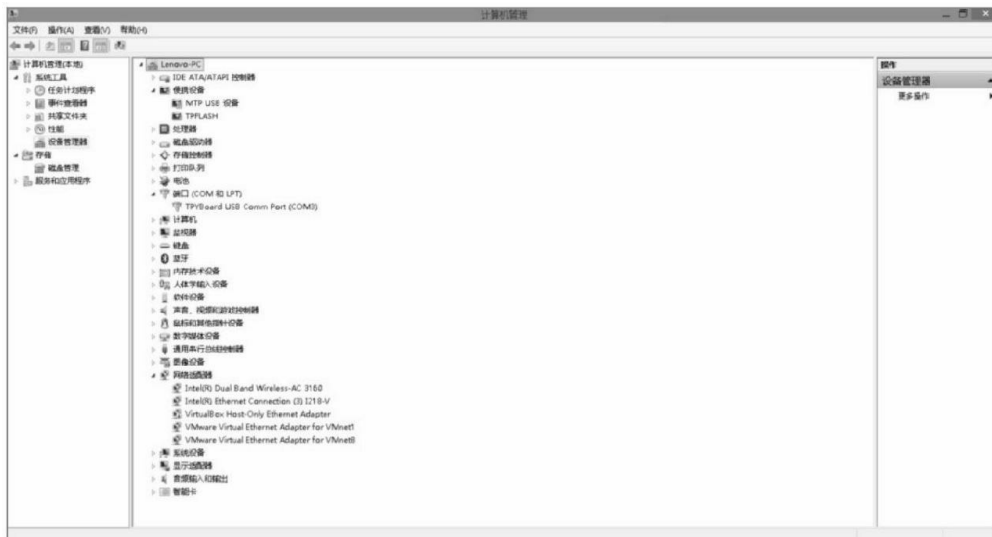 计算机管理
文件(F) 操作(A) 查看(V) 帮助(H)
计算机管理(本地)
系统工具
任务计划程序
事件查看器
共享文件夹
性能
设备管理器
存储
磁盘管理
服务和应用程序
Lenovo-PC
IDE ATA/ATAPI 控制器
便携设备
MTP USB 设备
TPFLASH
处理器
磁盘驱动器
存储控制器
打印队列
电池
端口 (COM 和 LPT)
TPYBoard USB Comm Port (COM3)
计算机
监视器
键盘
蓝牙
内存技术设备
人体学输入设备
软件设备
声音、视频和游戏控制器
鼠标和其他指针设备
数字媒体设备
通用串行总线控制器
图像设备
网络适配器
Intel(R) Dual Band Wireless-AC 3160
Intel(R) Ethernet Connection (3) I218-V
VirtualBox Host-Only Ethernet Adapter
VMware Virtual Ethernet Adapter for VMnet1
VMware Virtual Ethernet Adapter for VMnet8
系统设备
显示适配器
音频输入和输出
智能卡
操作
设备管理器
更多操作